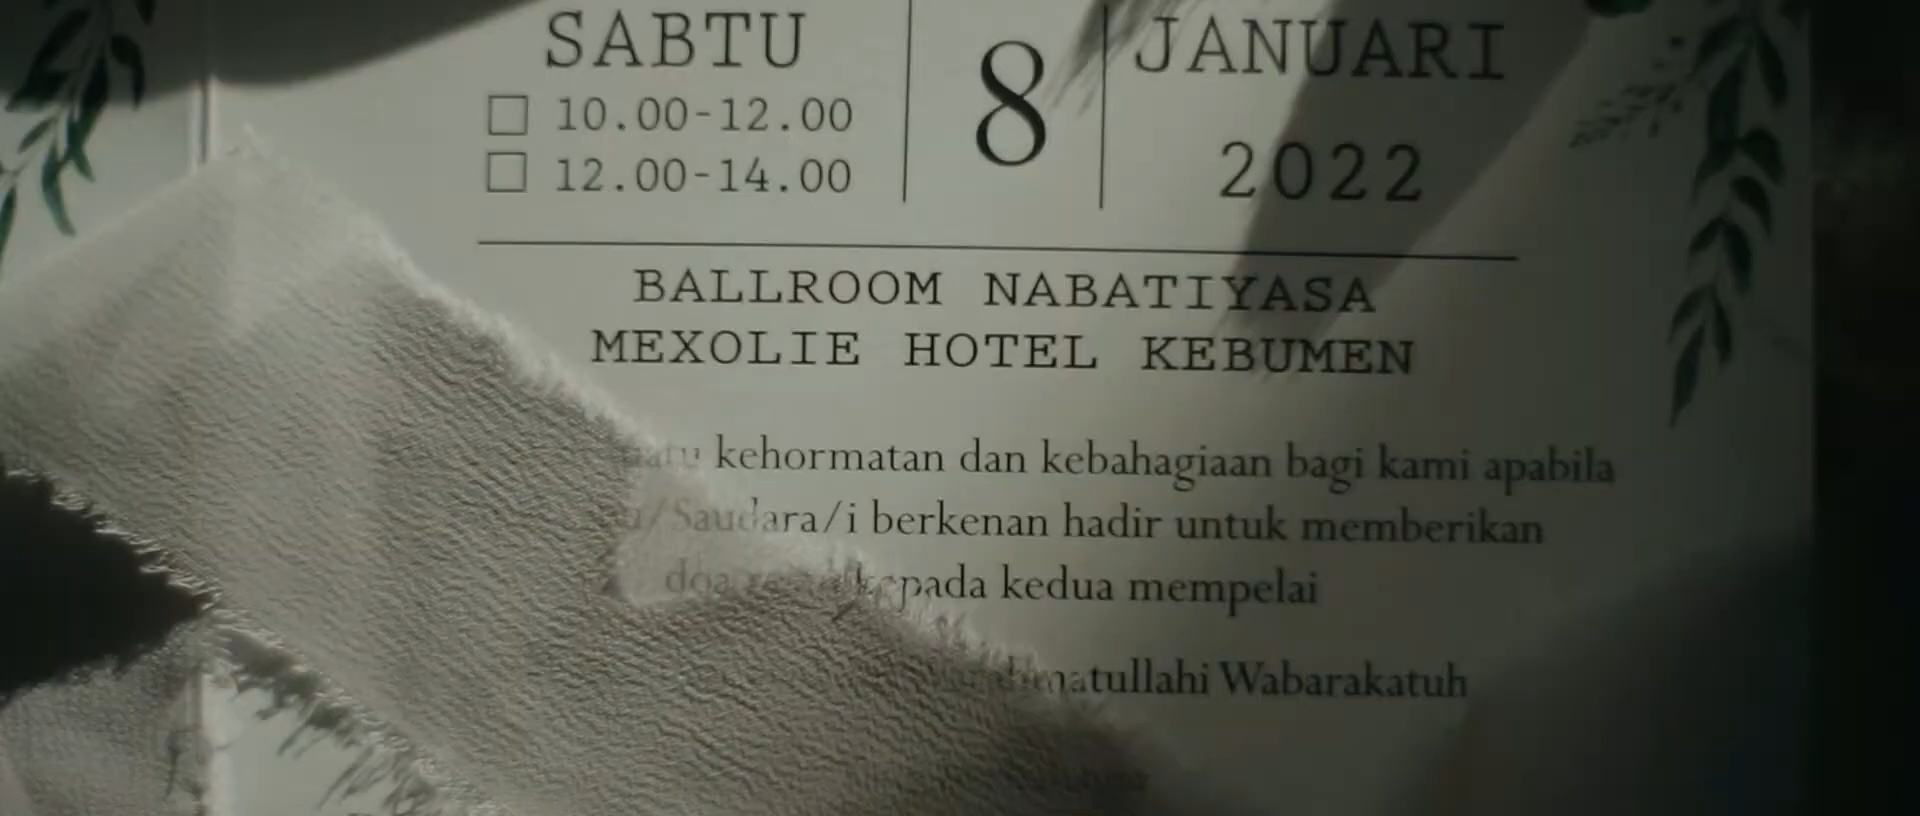 SABTU
☐ 10.00-12.00
☐ 12.00-14.00
8
JANUARI
2022
BALLROOM NABATIYASA
MEXOLIE HOTEL KEBUMEN
kehormatan dan kebahagiaan bagi kami apabila
/Saudara/i berkenan hadir untuk memberikan
kepada kedua mempelai
Wabarakatuh